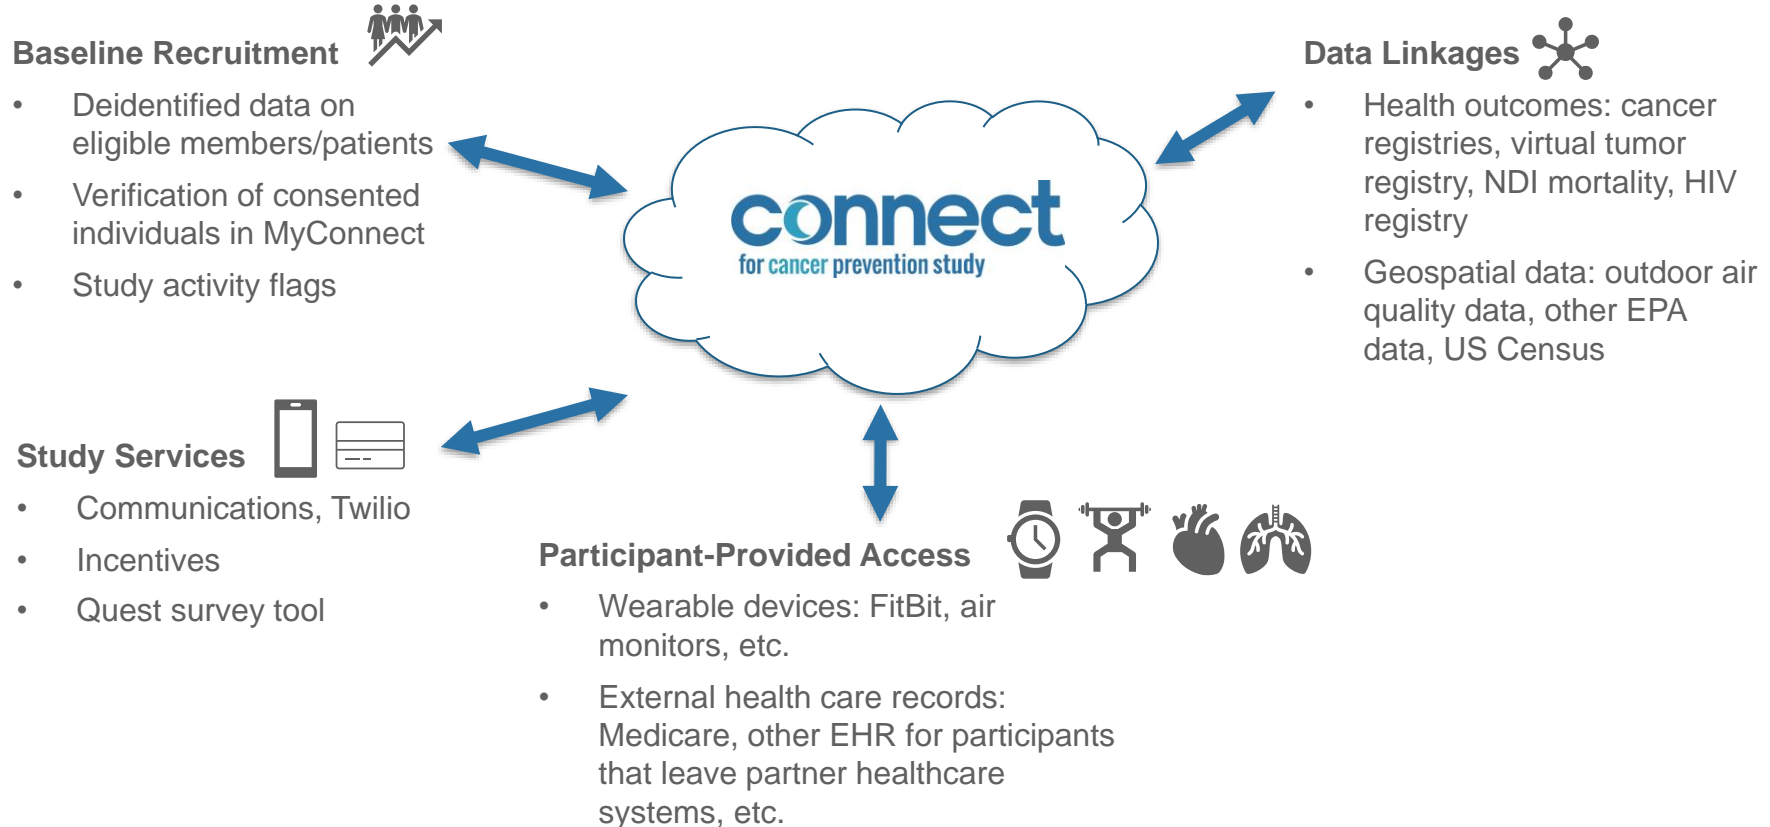 Baseline Recruitment
• Deidentified data on
eligible members/patients
• Verification of consented
individuals in MyConnect
• Study activity flags
connect
for cancer prevention study
Data Linkages
• Health outcomes: cancer
registries, virtual tumor
registry, NDI mortality, HIV
registry
• Geospatial data: outdoor air
quality data, other EPA
data, US Census
Study Services
• Communications, Twilio
• Incentives
• Quest survey tool
Participant-Provided Access
• Wearable devices: FitBit, air
monitors, etc.
• External health care records:
Medicare, other EHR for participants
that leave partner healthcare
systems, etc.